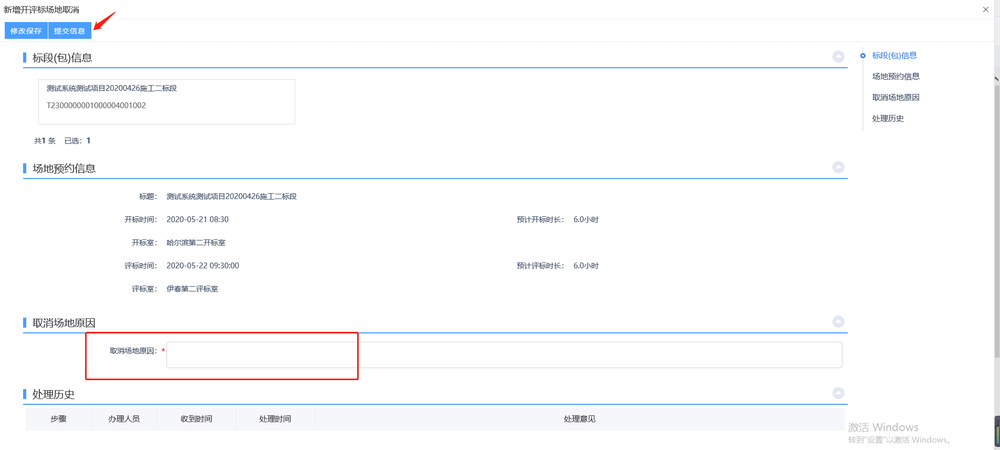 新增开评标场地取消
修改保存 提交信息
标段(包)信息
测试系统测试项目20200426施工二标段
T2300000001000004001002
共1 条 已选：1
场地预约信息
标题： 测试系统测试项目20200426施工二标段
开标时间： 2020-05-21 08:30 预计开标时长： 6.0小时
开标室： 哈尔滨第二开标室
评标时间： 2020-05-22 09:30:00 预计评标时长： 6.0小时
评标室： 伊春第二评标室
取消场地原因
取消场地原因：*
处理历史
步骤 办理人员 收到时间 处理时间 处理意见
标段(包)信息
场地预约信息
取消场地原因
处理历史
激活 Windows
转到“设置”以激活 Windows。